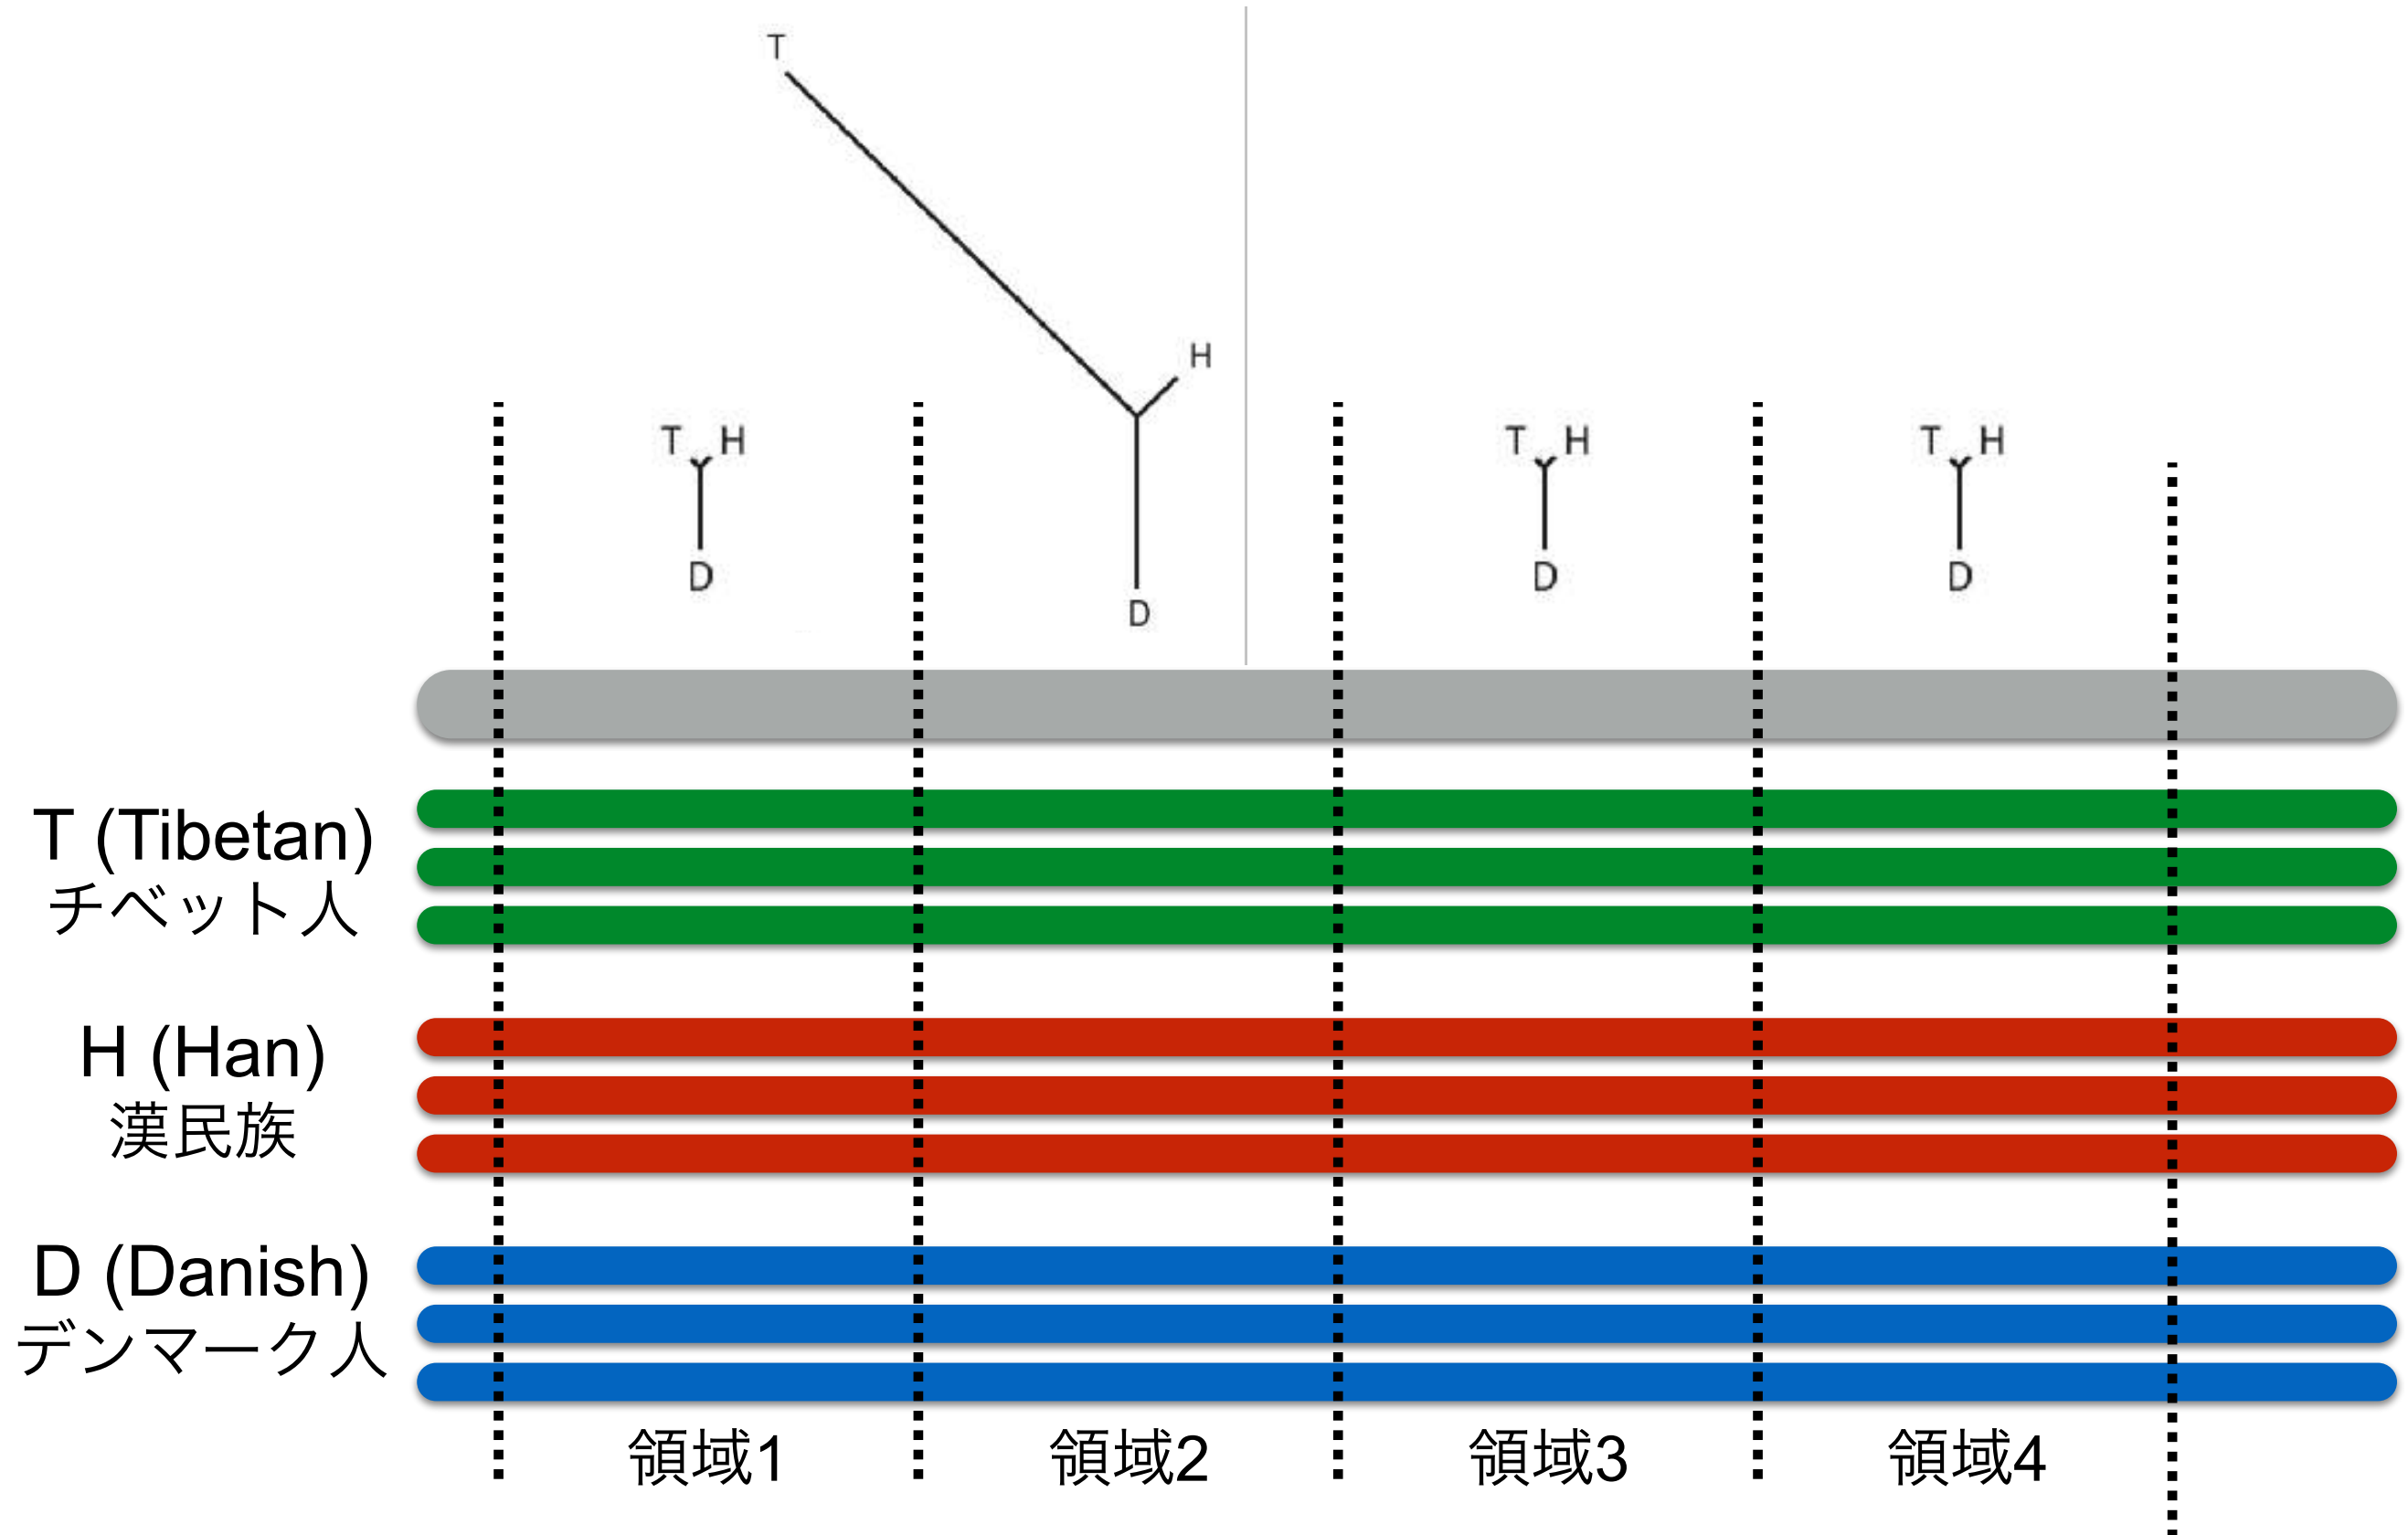 T
H
T H
D
D
T H
D
T H
D
T (Tibetan)
チベット人
H (Han)
漢民族
D (Danish)
デンマーク人
領域1
領域2
領域3
領域4